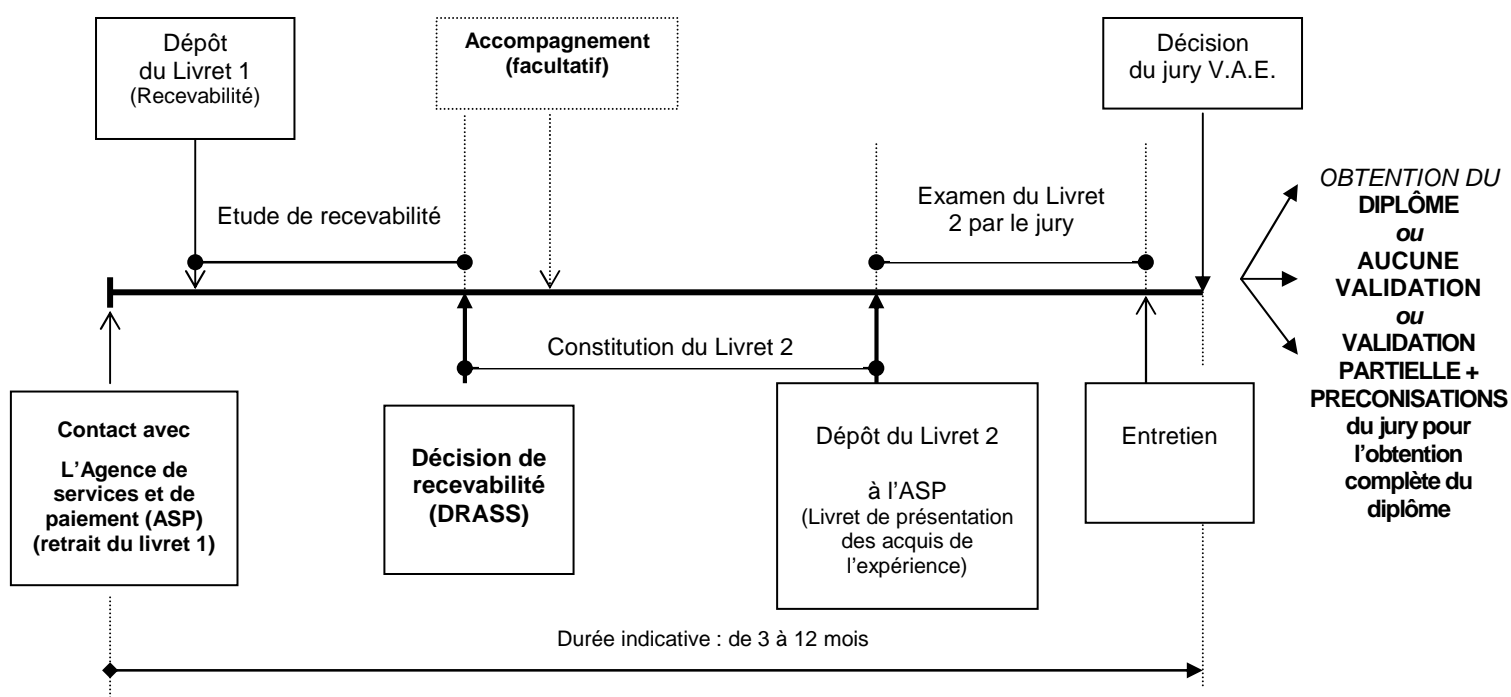 Dépôt
du Livret 1
(Recevabilité)
Accompagnement
(facultatif)
Décision
du jury V.A.E.
Etude de recevabilité
Examen du Livret
2 par le jury
OBTENTION DU
DIPLÔME
ou
AUCUNE
VALIDATION
ou
VALIDATION
PARTIELLE +
PRECONISATIONS
du jury pour
l'obtention
complète du
diplôme
Constitution du Livret 2
Contact avec
L'Agence de
services et de
paiement (ASP)
(retrait du livret 1)
Décision de
recevabilité
(DRASS)
Dépôt du Livret 2
à l'ASP
(Livret de présentation
des acquis de
l'expérience)
Entretien
Durée indicative : de 3 à 12 mois